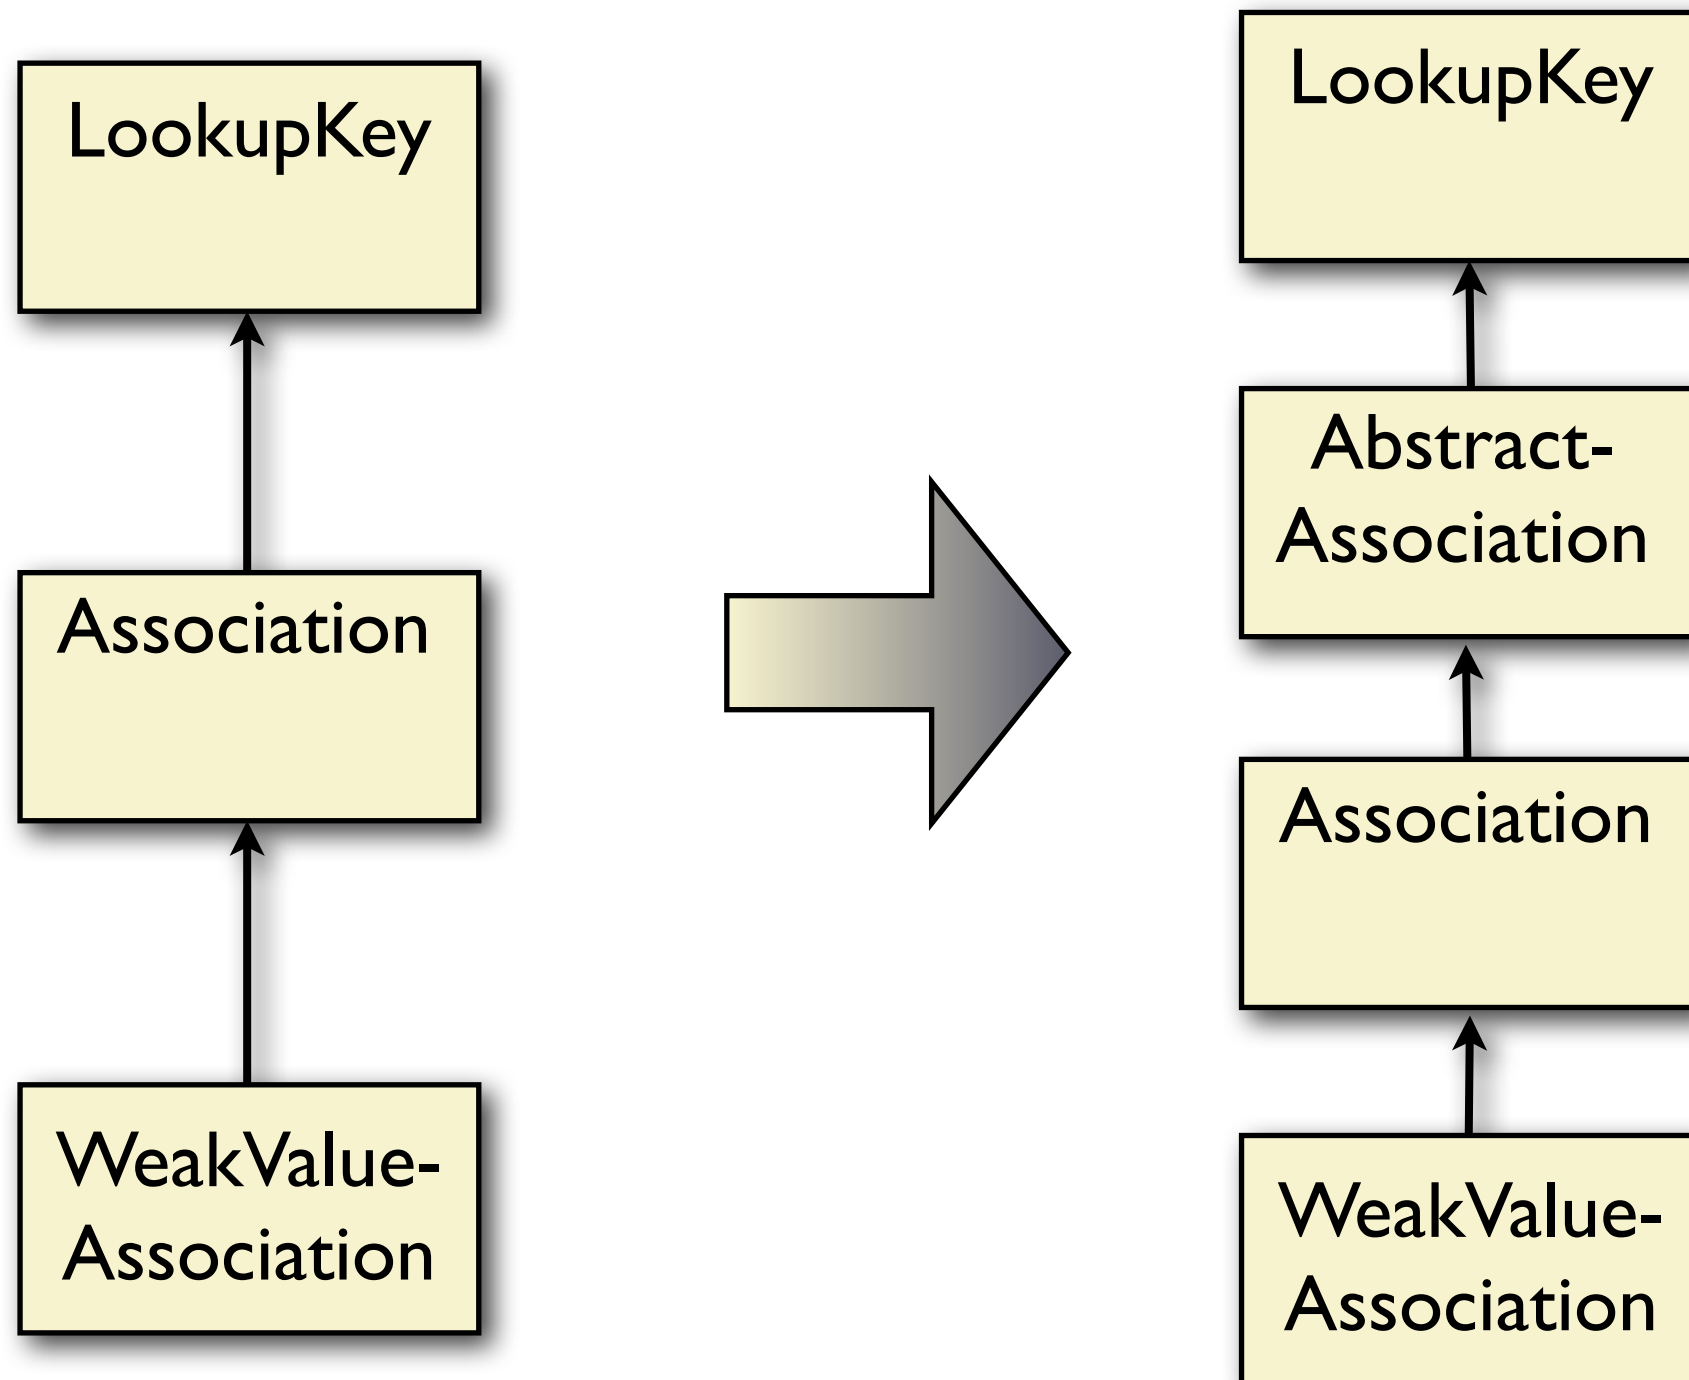 LookupKey
Association
WeakValue-
Association
LookupKey
Abstract-
Association
Association
WeakValue-
Association